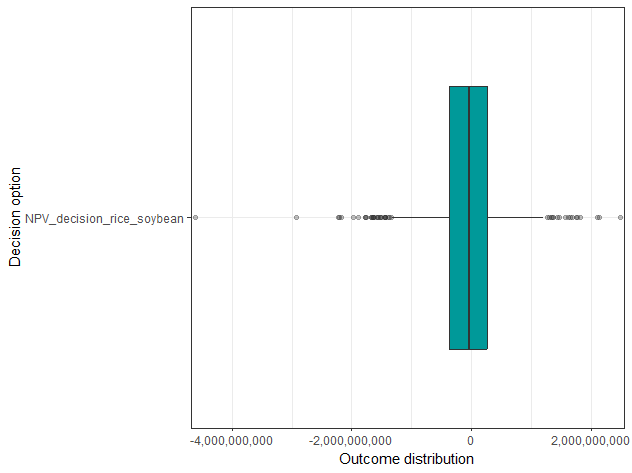 Decision option
NPV_decision_rice_soybean
-4,000,000,000
-2,000,000,000
0
2,000,000,000
Outcome distribution